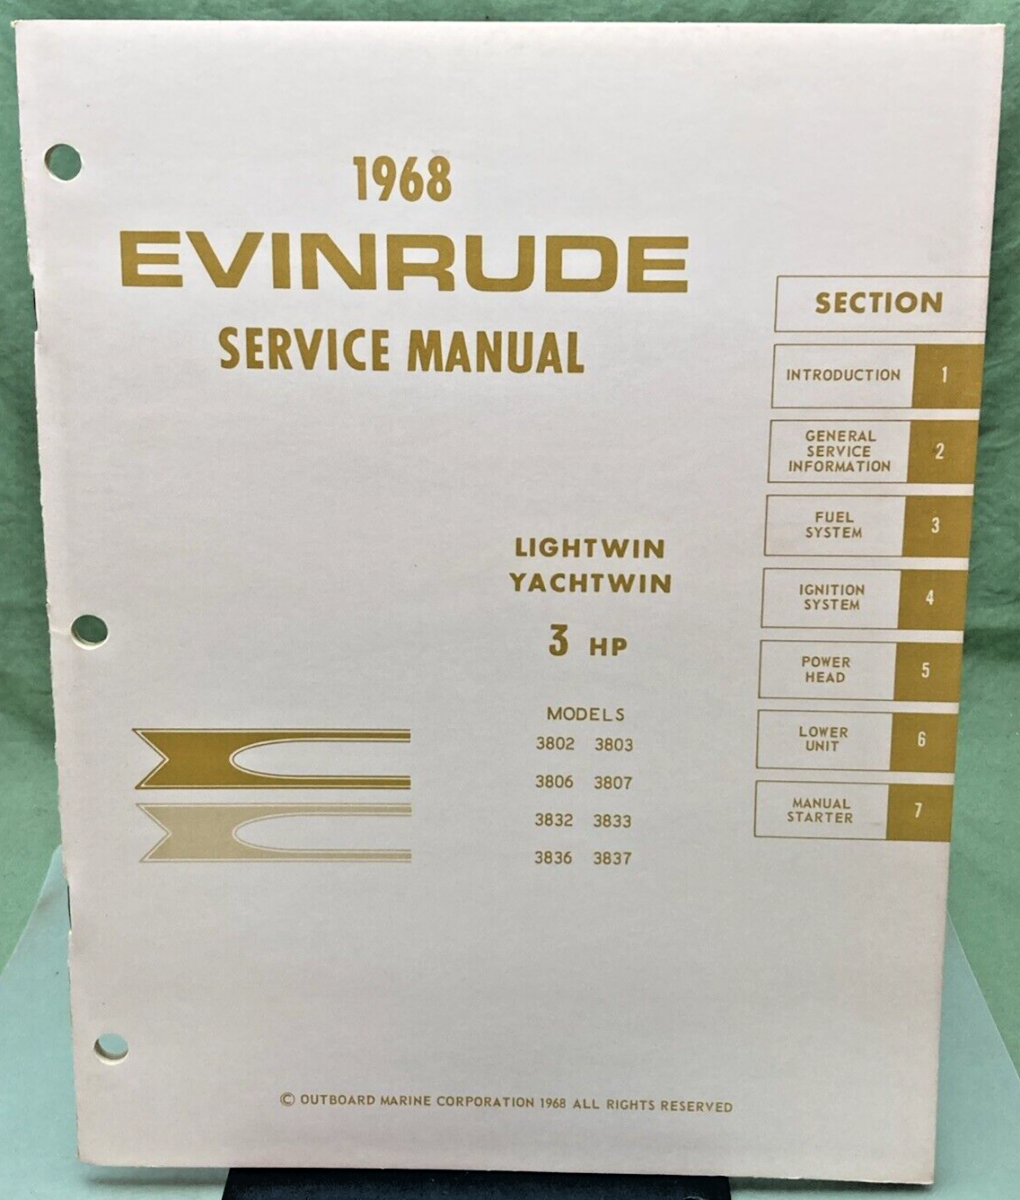 1968
EVINRUDE
SERVICE MANUAL
LIGHTWIN
YACHTWIN
3 HP
MODELS
3802 3803
3806 3807
3832 3833
3836 3837
SECTION
INTRODUCTION 1
GENERAL
SERVICE
INFORMATION
2
FUEL
SYSTEM
3
IGNITION
SYSTEM
4
POWER
HEAD
5
LOWER
UNIT
6
MANUAL
STARTER
7
© OUTBOARD MARINE CORPORATION 1968 ALL RIGHTS RESERVED